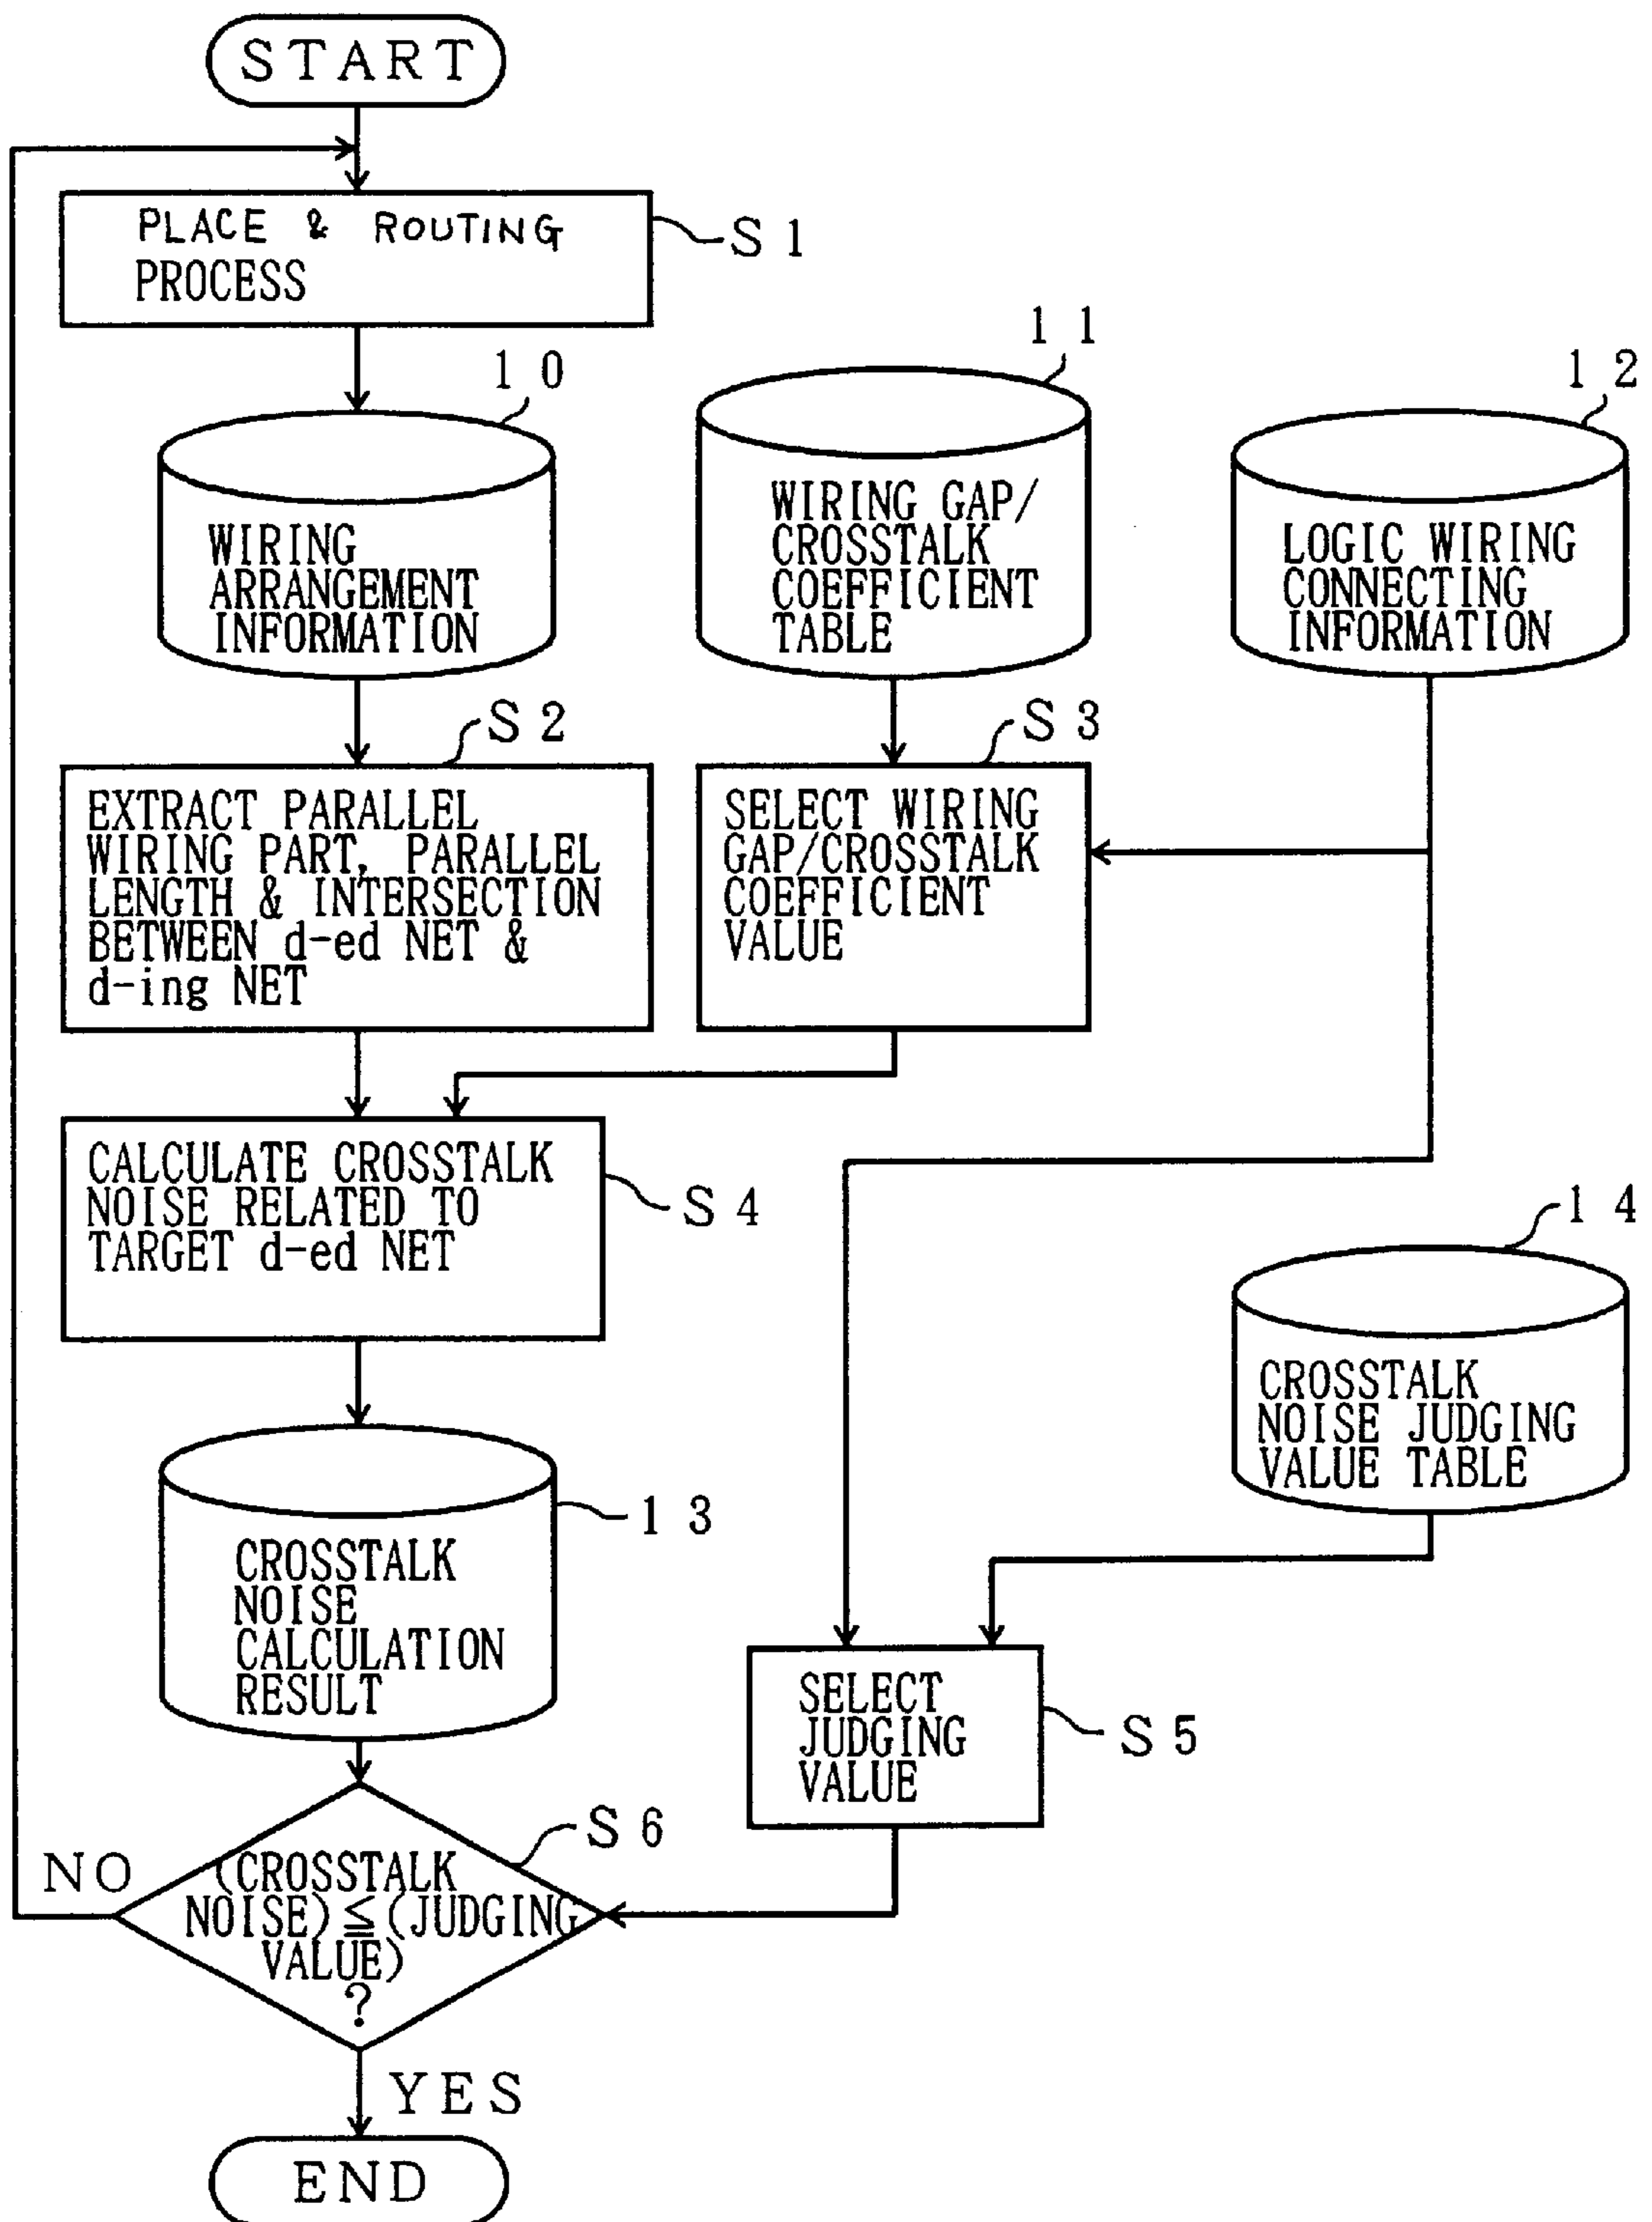 START
PLACE & ROUTING
PROCESS
S1
10
WIRING
ARRANGEMENT
INFORMATION
11
WIRING GAP/
CROSSTALK
COEFFICIENT
TABLE
12
LOGIC WIRING
CONNECTING
INFORMATION
S2
EXTRACT PARALLEL
WIRING PART, PARALLEL
LENGTH & INTERSECTION
BETWEEN d-ed NET &
d-ing NET
S3
SELECT WIRING
GAP/CROSSTALK
COEFFICIENT
VALUE
CALCULATE CROSSTALK
NOISE RELATED TO
TARGET d-ed NET
S4
14
CROSSTALK
NOISE JUDGING
VALUE TABLE
13
CROSSTALK
NOISE
CALCULATION
RESULT
SELECT
JUDGING
VALUE
S5
S6
NO
(CROSSTALK
NOISE)≦(JUDGING
VALUE)
?
YES
END